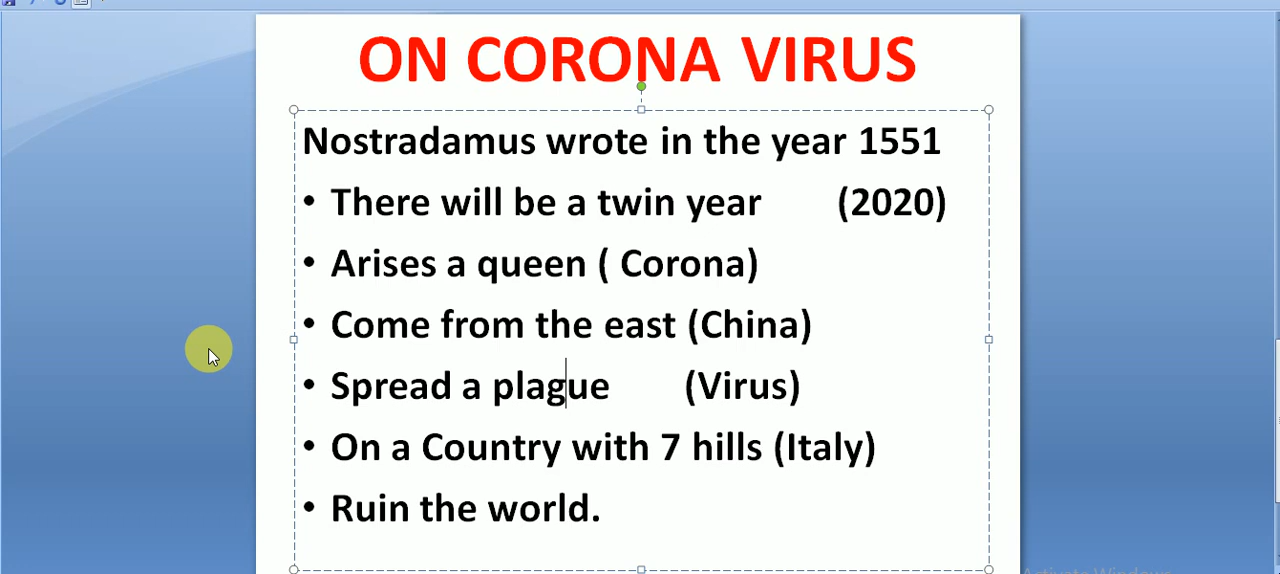 ON CORONA VIRUS
Nostradamus wrote in the year 1551
• There will be a twin year (2020)
• Arises a queen ( Corona)
• Come from the east (China)
• Spread a plague (Virus)
• On a Country with 7 hills (Italy)
• Ruin the world.